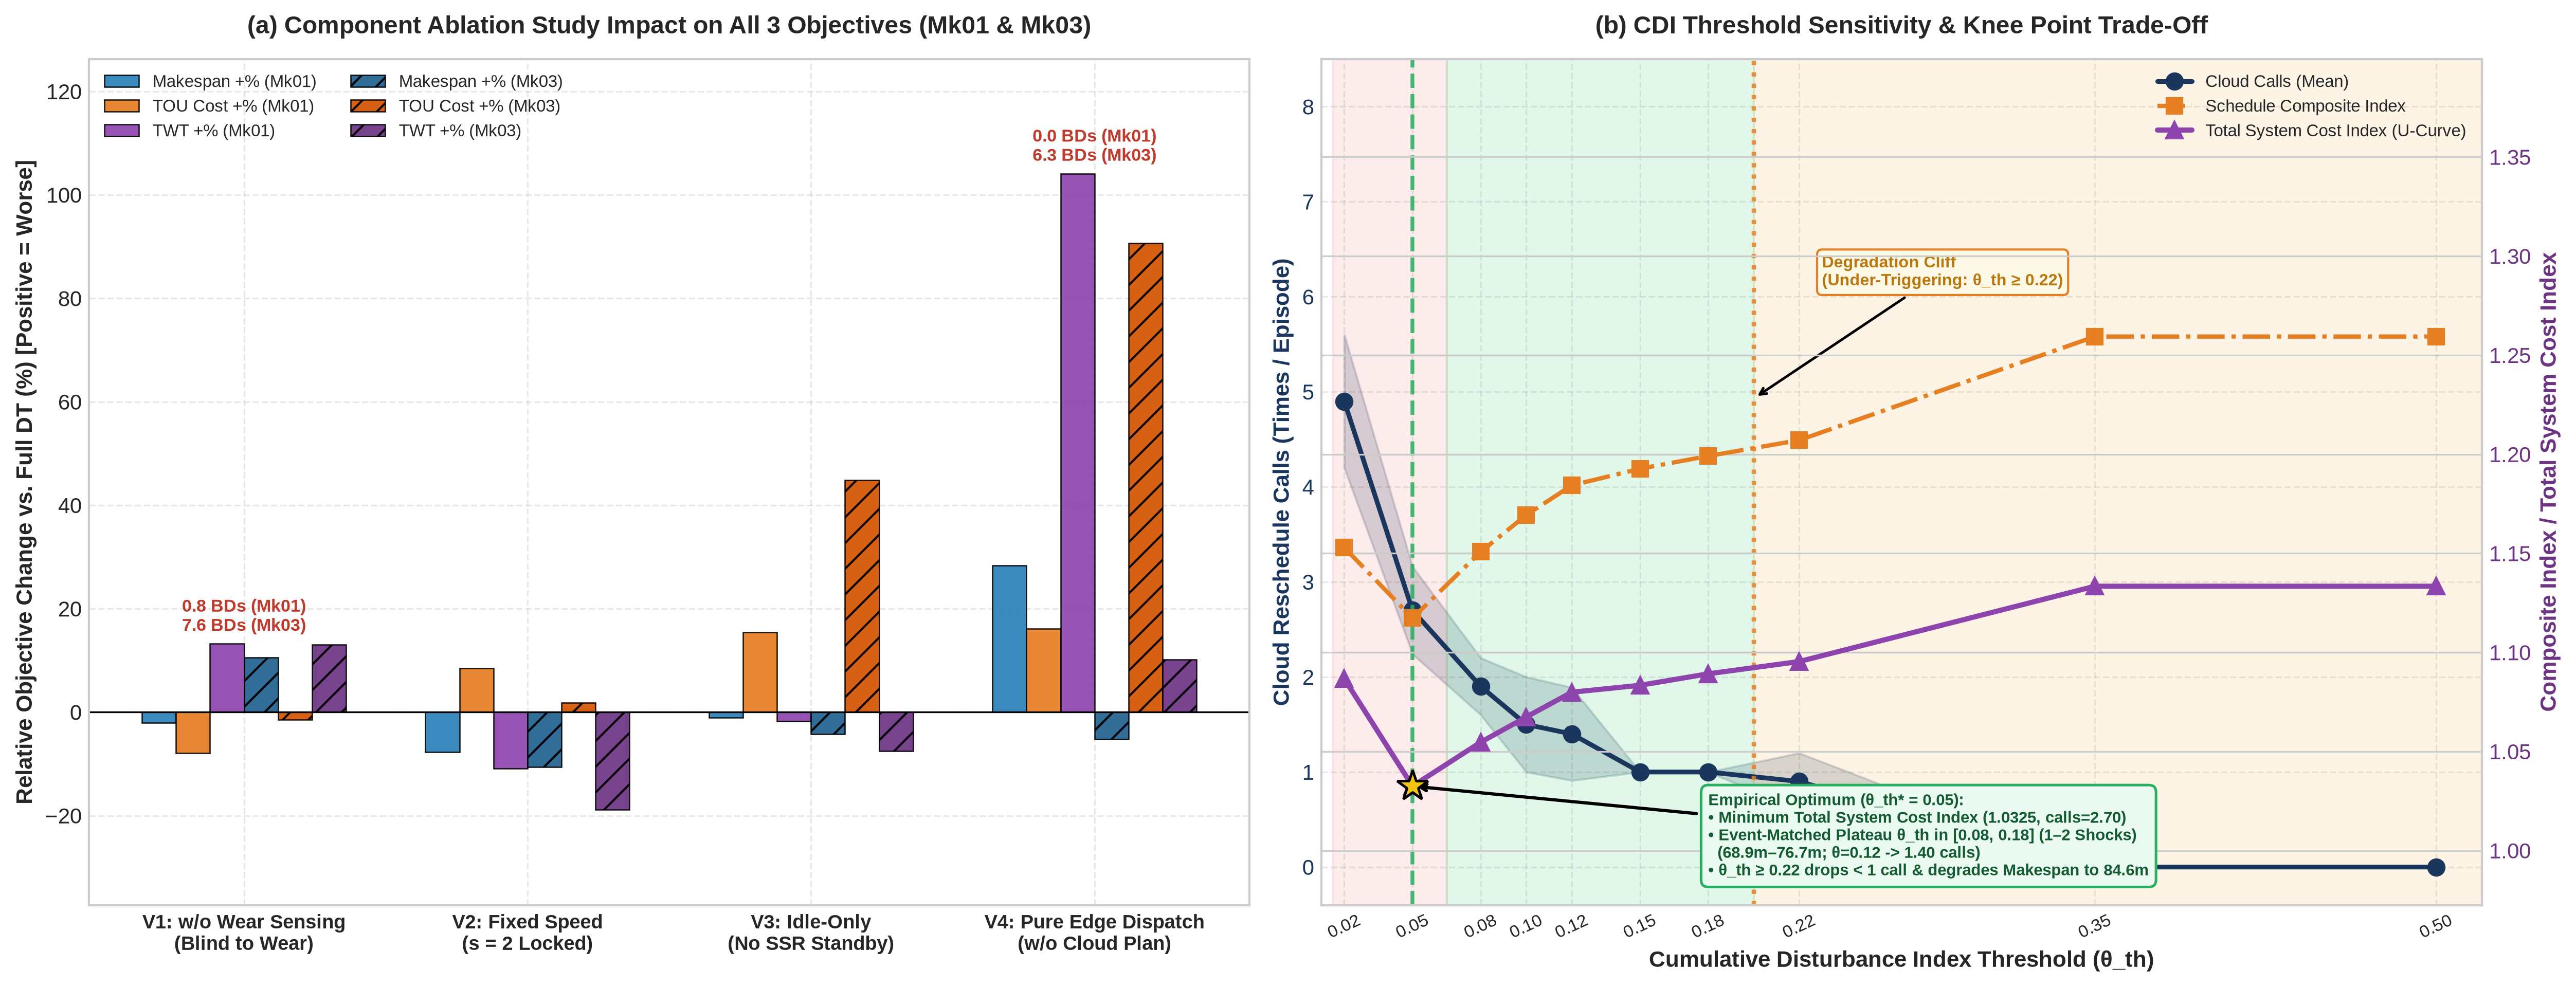 (a) Component Ablation Study Impact on All 3 Objectives (Mk01 & Mk03)
Relative Objective Change vs. Full DT (%) [Positive = Worse]
120
100
80
60
40
20
0
−20
Makespan +% (Mk01)
TOU Cost +% (Mk01)
TWT +% (Mk01)
Makespan +% (Mk03)
TOU Cost +% (Mk03)
TWT +% (Mk03)
0.8 BDs (Mk01)
7.6 BDs (Mk03)
0.0 BDs (Mk01)
6.3 BDs (Mk03)
V1: w/o Wear Sensing
(Blind to Wear)
V2: Fixed Speed
(s = 2 Locked)
V3: Idle-Only
(No SSR Standby)
V4: Pure Edge Dispatch
(w/o Cloud Plan)
(b) CDI Threshold Sensitivity & Knee Point Trade-Off
Cloud Reschedule Calls (Times / Episode)
8
7
6
5
4
3
2
1
0
Cloud Calls (Mean)
Schedule Composite Index
Total System Cost Index (U-Curve)
Degradation Cliff
(Under-Triggering: θ_th ≥ 0.22)
Empirical Optimum (θ_th* = 0.05):
• Minimum Total System Cost Index (1.0325, calls=2.70)
• Event-Matched Plateau θ_th in [0.08, 0.18] (1–2 Shocks)
(68.9m–76.7m; θ=0.12 -> 1.40 calls)
• θ_th ≥ 0.22 drops < 1 call & degrades Makespan to 84.6m
1.35
1.30
1.25
1.20
1.15
1.10
1.05
1.00
Composite Index / Total System Cost Index
0.02
0.05
0.08
0.10
0.12
0.15
0.18
0.22
0.35
0.50
Cumulative Disturbance Index Threshold (θ_th)